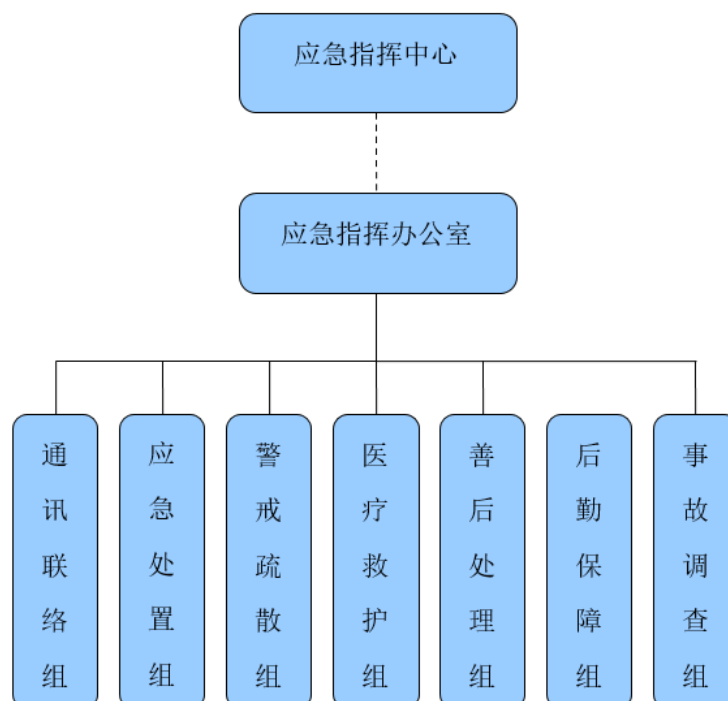 应急指挥中心
应急指挥办公室
通讯联络组
应急处置组
警戒疏散组
医疗救护组
善后处理组
后勤保障组
事故调查组